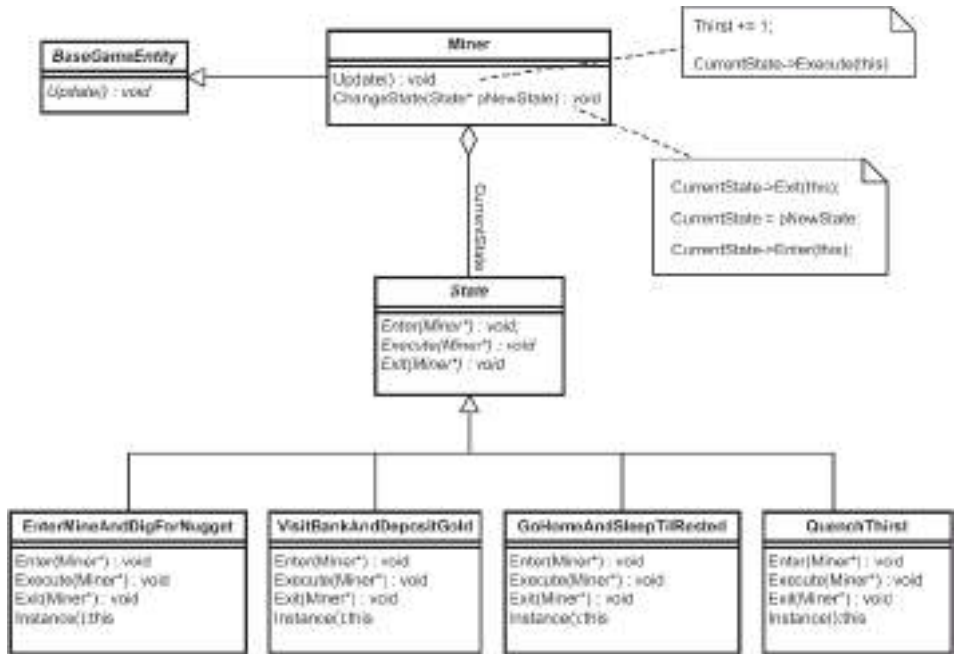 BaseGameEntity
Update() : void
Miner
Update() : void
ChangeState(State* pNewState) : void
Thirst += 1;
CurrentState->Execute(this)
CurrentState->Exit(this);
CurrentState = pNewState;
CurrentState->Enter(this);
CurrentState
State
Enter(Miner*) : void;
Execute(Miner*) : void
Exit(Miner*) : void
EnterMineAndDigForNugget
Enter(Miner*) : void
Execute(Miner*) : void
Exit(Miner*) : void
Instance():this
VisitBankAndDepositGold
Enter(Miner*) : void
Execute(Miner*) : void
Exit(Miner*) : void
Instance():this
GoHomeAndSleepTilRested
Enter(Miner*) : void
Execute(Miner*) : void
Exit(Miner*) : void
Instance():this
QuenchThirst
Enter(Miner*) : void
Execute(Miner*) : void
Exit(Miner*) : void
Instance():this